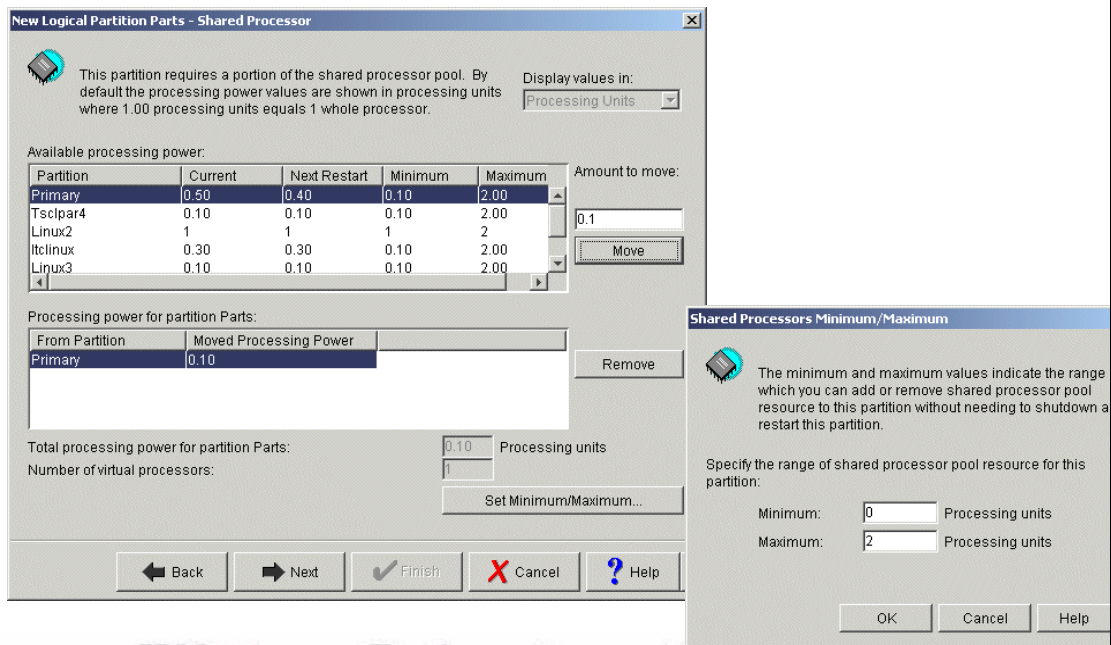 New Logical Partition Parts - Shared Processor
This partition requires a portion of the shared processor pool. By
default the processing power values are shown in processing units
where 1.00 processing units equals 1 whole processor.
Display values in:
Processing Units
Available processing power:
Partition Current Next Restart Minimum Maximum
Primary 0.50 0.40 0.10 2.00
Tsclpar4 0.10 0.10 0.10 2.00
Linux2 1 1 1 2
Itclinux 0.30 0.30 0.10 2.00
Linux3 0.10 0.10 0.10 2.00
Amount to move:
0.1
Move
Processing power for partition Parts:
From Partition Moved Processing Power
Primary 0.10
Remove
Total processing power for partition Parts: 0.10 Processing units
Number of virtual processors: 1
Set Minimum/Maximum...
Back Next Finish Cancel ? Help
Shared Processors Minimum/Maximum
The minimum and maximum values indicate the range
which you can add or remove shared processor pool
resource to this partition without needing to shutdown a
restart this partition.
Specify the range of shared processor pool resource for this
partition:
Minimum: 0 Processing units
Maximum: 2 Processing units
OK Cancel Help